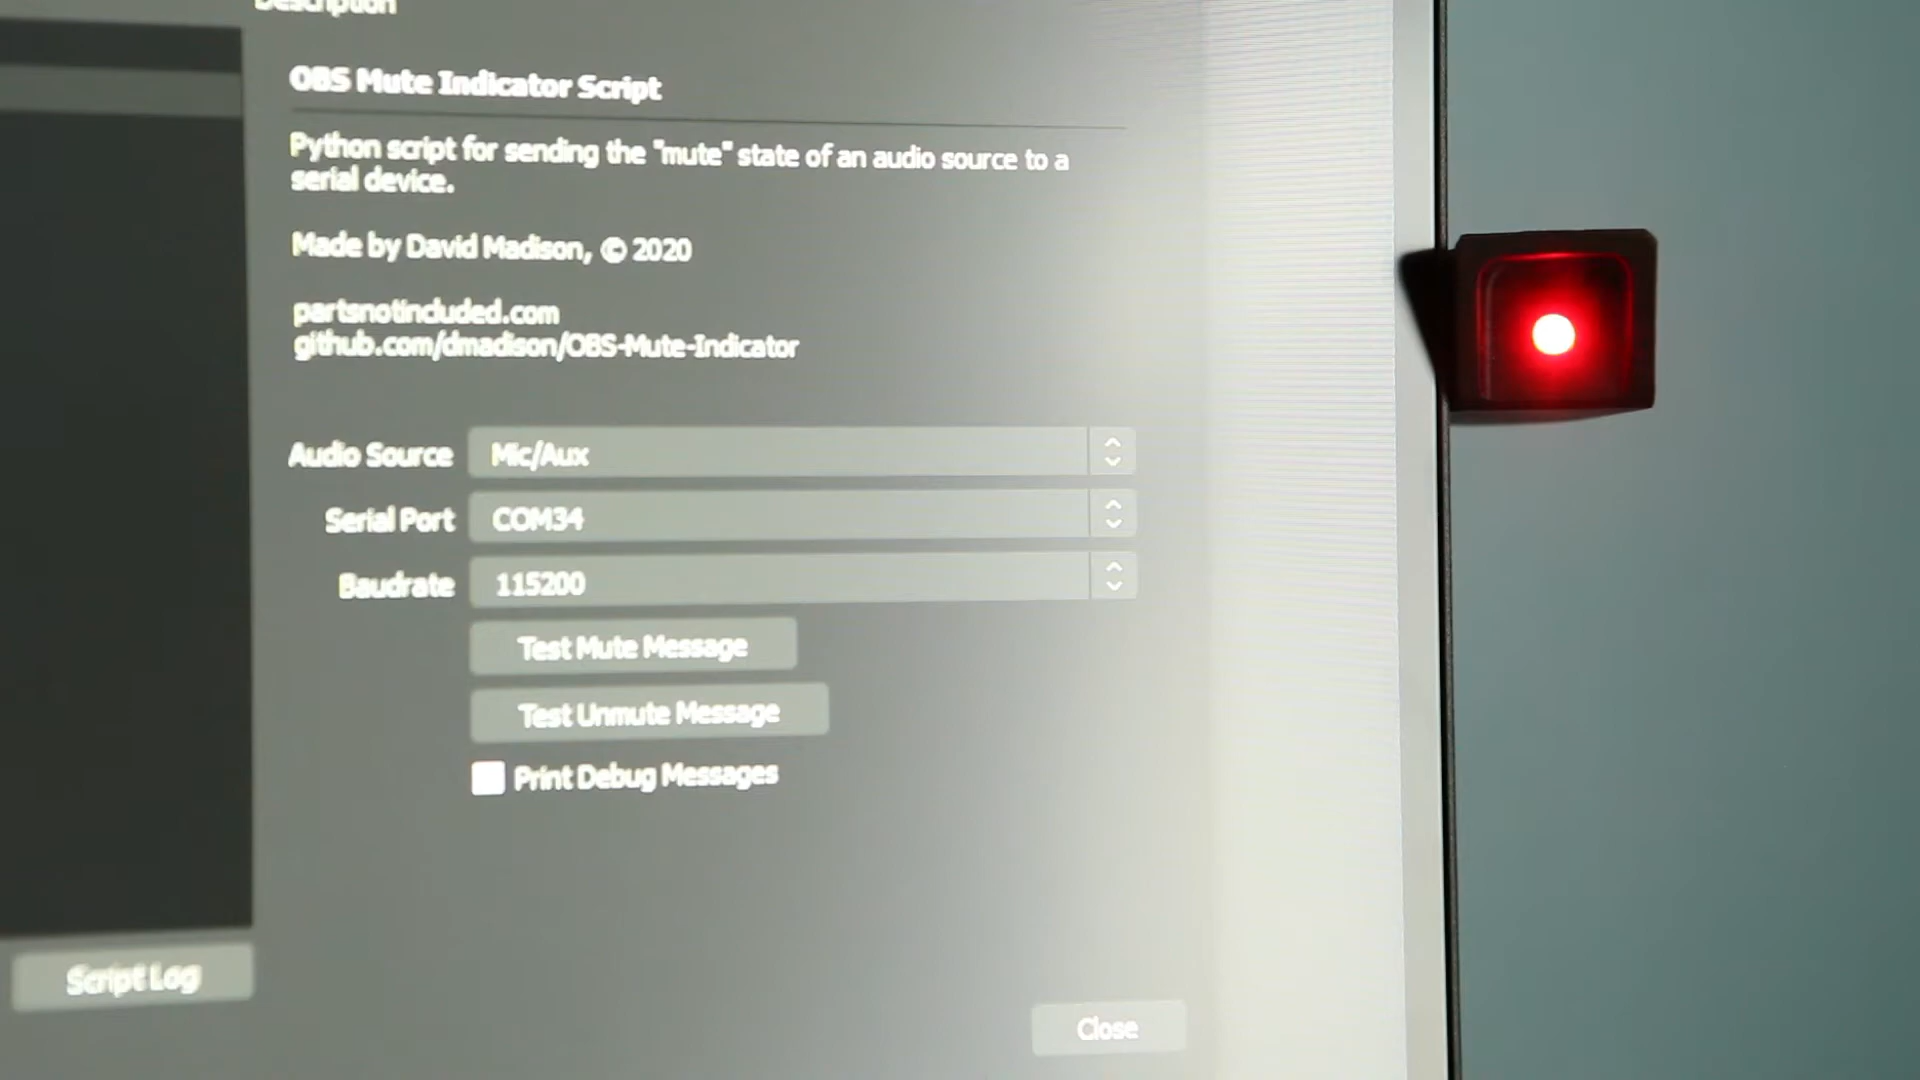 Description
OBS Mute Indicator Script
Python script for sending the "mute" state of an audio source to a
serial device.
Made by David Madison, © 2020
partsnotincluded.com
github.com/dmadison/OBS-Mute-Indicator
Audio Source Mic/Aux
Serial Port COM34
Baudrate 115200
Test Mute Message
Test Unmute Message
Print Debug Messages
Script Log
Close